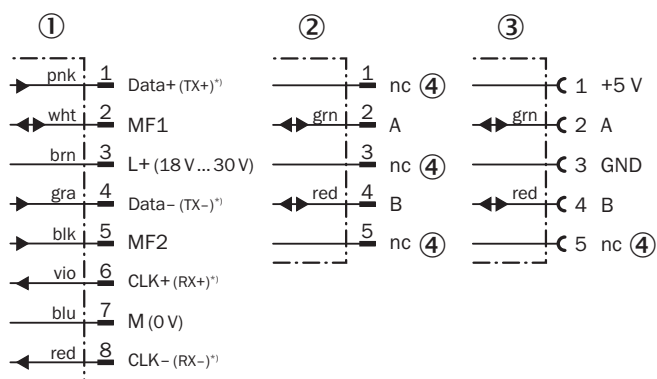 ①
pnk 1 Data+ (TX+)*)
wht 2 MF1
brn 3 L+ (18 V...30 V)
gra 4 Data– (TX–)*)
blk 5 MF2
vio 6 CLK+ (RX+)*)
blu 7 M (0 V)
red 8 CLK– (RX–)*)
②
1 nc ④
grn 2 A
3 nc ④
red 4 B
5 nc ④
③
1 +5 V
grn 2 A
3 GND
red 4 B
5 nc ④